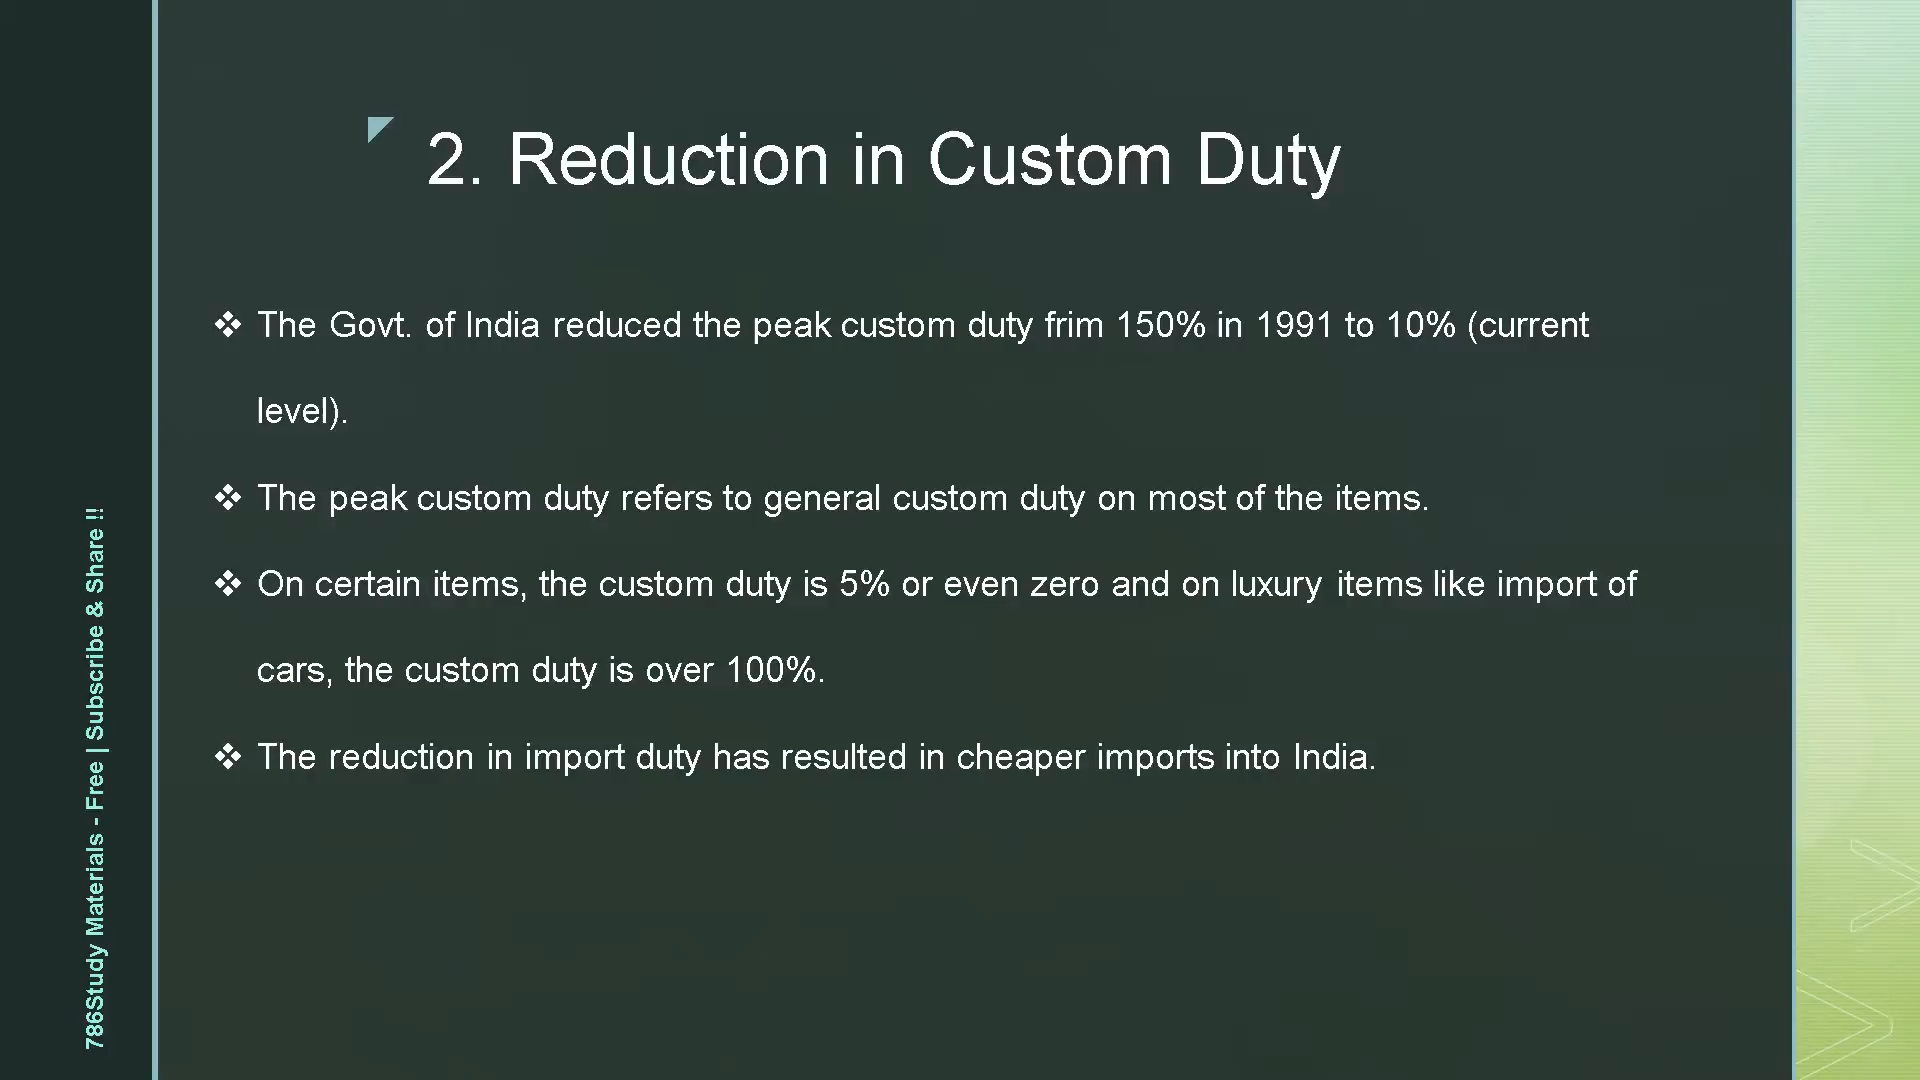 2. Reduction in Custom Duty
❖ The Govt. of India reduced the peak custom duty frim 150% in 1991 to 10% (current
level).
❖ The peak custom duty refers to general custom duty on most of the items.
❖ On certain items, the custom duty is 5% or even zero and on luxury items like import of
cars, the custom duty is over 100%.
❖ The reduction in import duty has resulted in cheaper imports into India.
786Study Materials - Free | Subscribe & Share !!